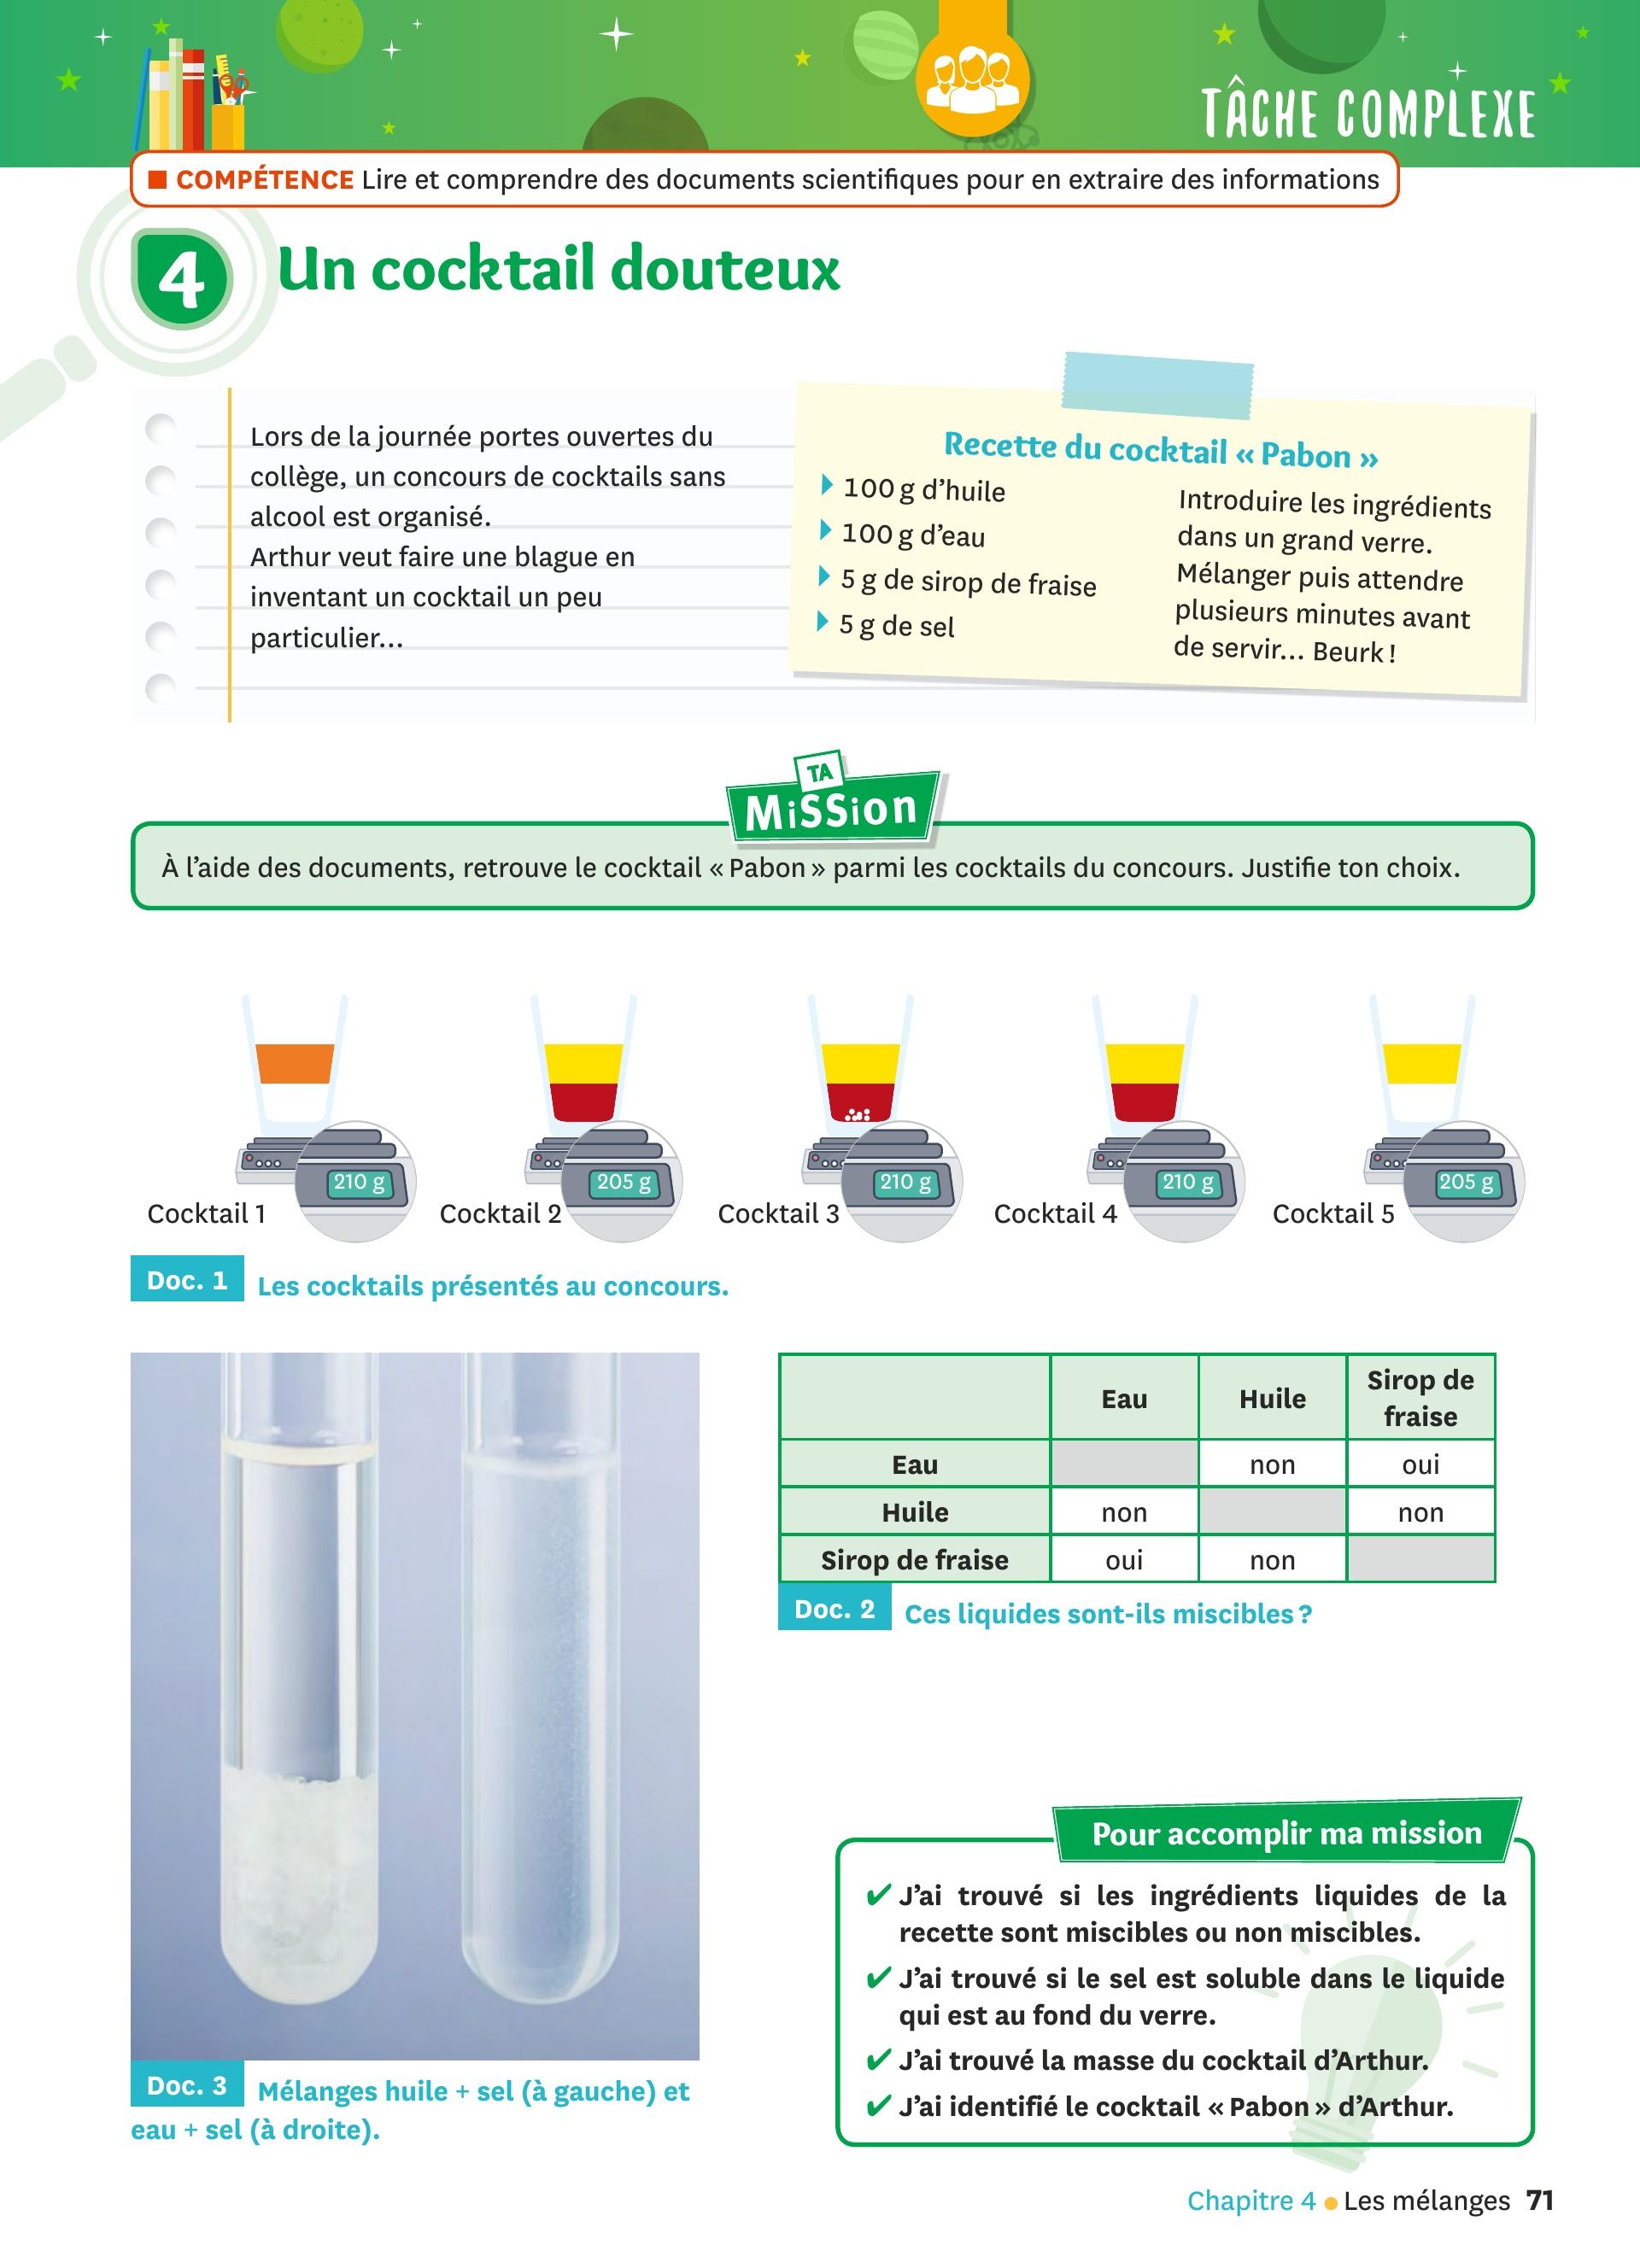 TÂCHE COMPLEXE
COMPÉTENCE Lire et comprendre des documents scientifiques pour en extraire des informations
4 Un cocktail douteux
Lors de la journée portes ouvertes du
collège, un concours de cocktails sans
alcool est organisé.
Arthur veut faire une blague en
inventant un cocktail un peu
particulier...
Recette du cocktail « Pabon »
100 g d'huile
100 g d'eau
5 g de sirop de fraise
5 g de sel
Introduire les ingrédients
dans un grand verre.
Mélanger puis attendre
plusieurs minutes avant
de servir... Beurk !
TA
MiSSion
À l'aide des documents, retrouve le cocktail « Pabon » parmi les cocktails du concours. Justifie ton choix.
210 g
205 g
210 g
210 g
205 g
Cocktail 1
Cocktail 2
Cocktail 3
Cocktail 4
Cocktail 5
Doc. 1 Les cocktails présentés au concours.
Eau Huile Sirop de
fraise
Eau non oui
Huile non non
Sirop de fraise oui non
Doc. 2 Ces liquides sont-ils miscibles ?
Doc. 3 Mélanges huile + sel (à gauche) et
eau + sel (à droite).
Pour accomplir ma mission
✔ J'ai trouvé si les ingrédients liquides de la
recette sont miscibles ou non miscibles.
✔ J'ai trouvé si le sel est soluble dans le liquide
qui est au fond du verre.
✔ J'ai trouvé la masse du cocktail d'Arthur.
✔ J'ai identifié le cocktail « Pabon » d'Arthur.
Chapitre 4 • Les mélanges 71